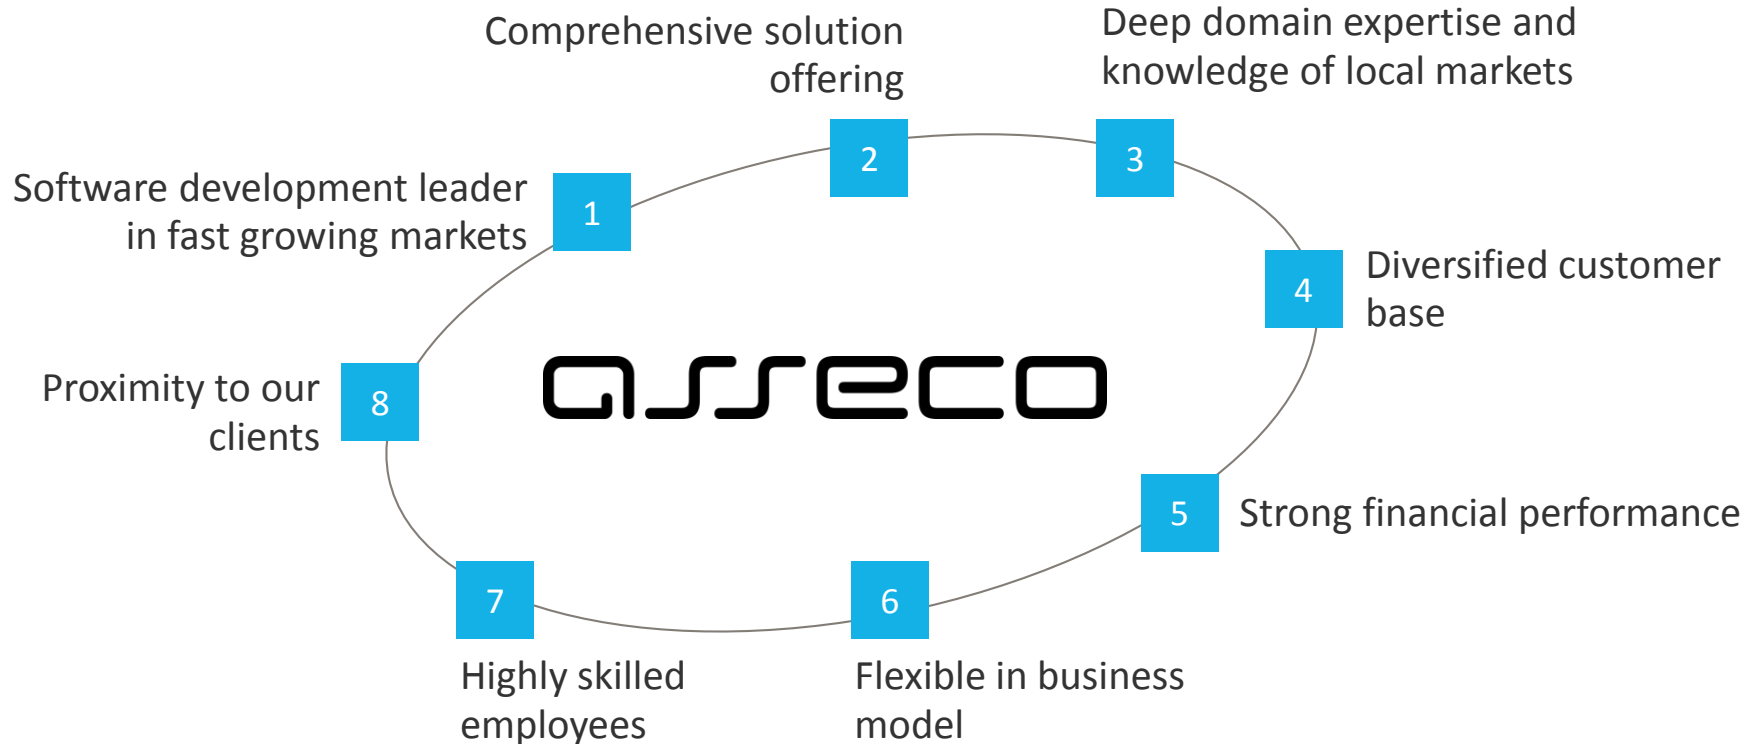 Comprehensive solution
offering
Deep domain expertise and
knowledge of local markets
2
3
Software development leader
in fast growing markets
1
Diversified customer
base
4
asseco
Proximity to our
clients
8
5
Strong financial performance
7
6
Highly skilled
employees
Flexible in business
model